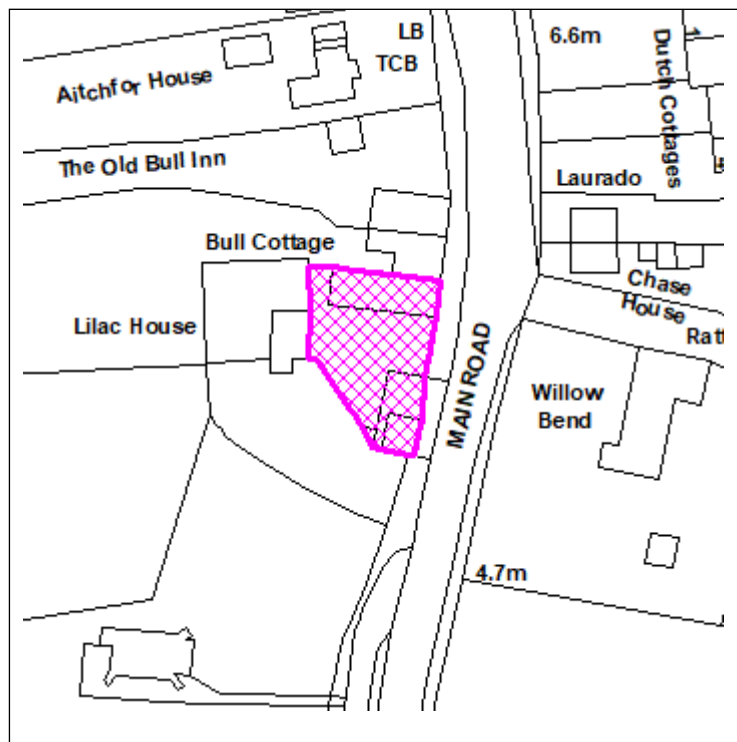 LB
6.6m
1
TCB
Aitchfor House
Dutch Cottages
The Old Bull Inn
Laurado
Bull Cottage
Chase
House
Lilac House
MAIN ROAD
Ratt
Willow
Bend
4.7m